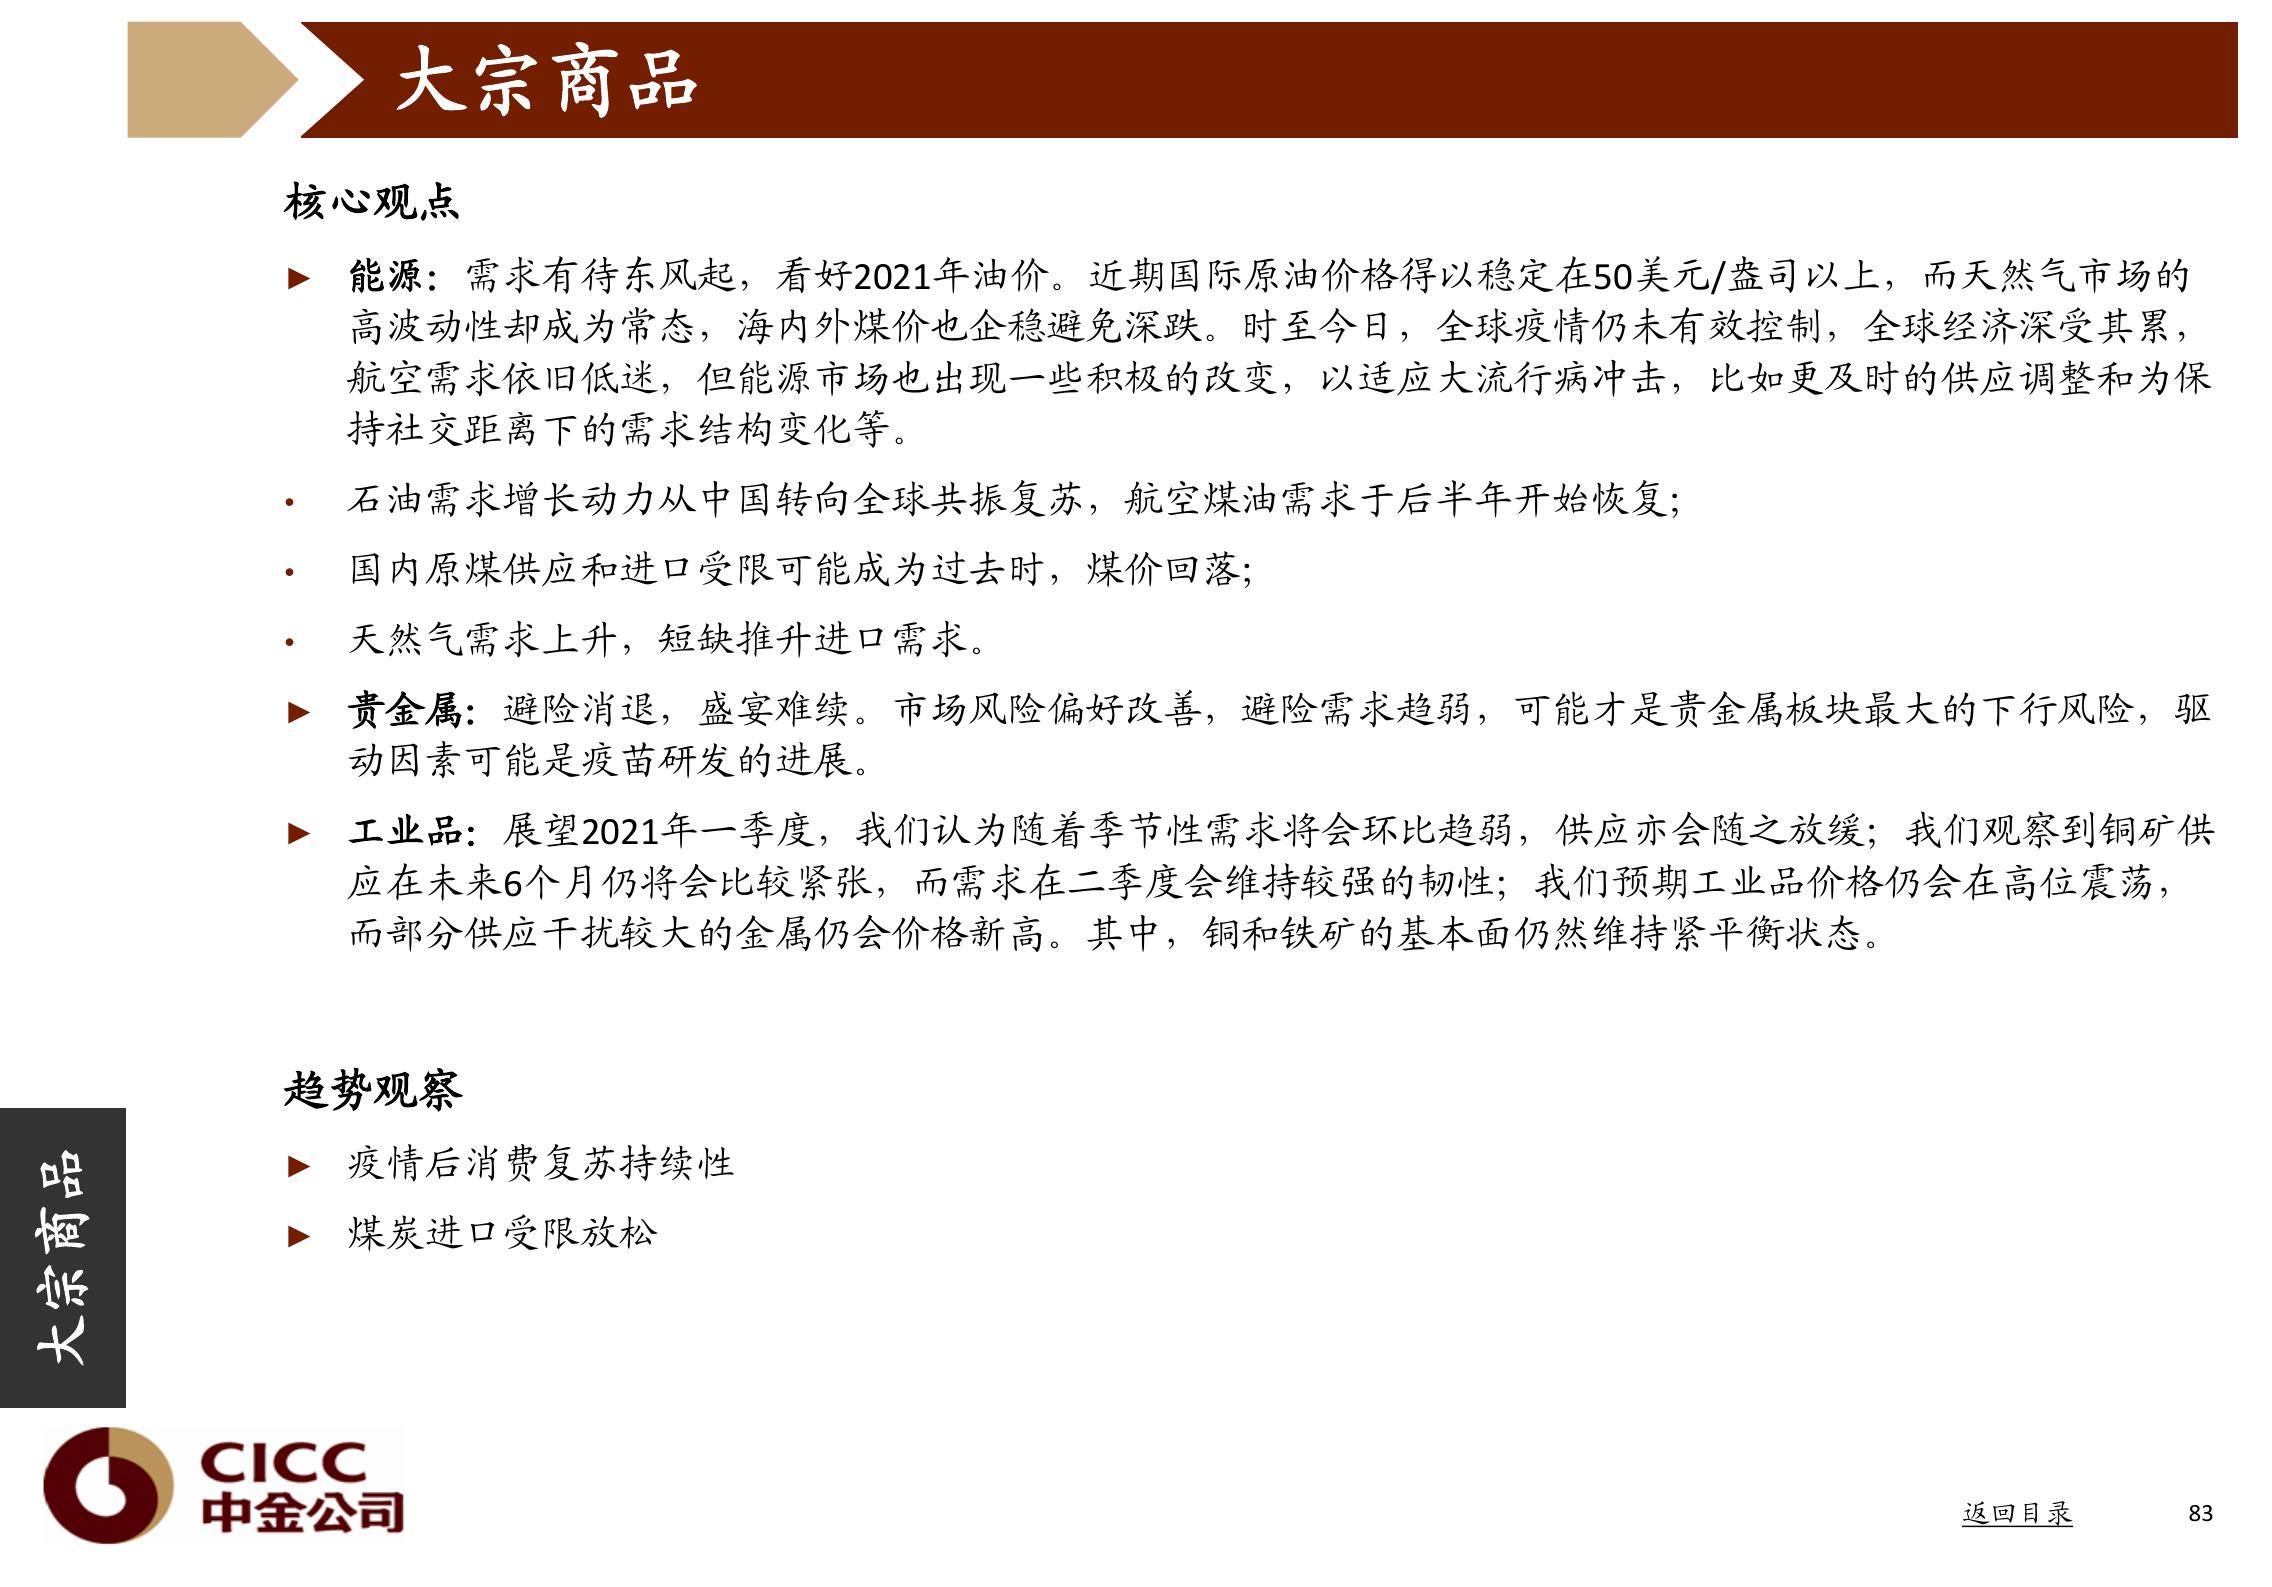 大宗商品
核心观点
► 能源：需求有待东风起，看好2021年油价。近期国际原油价格得以稳定在50美元/盎司以上，而天然气市场的
高波动性却成为常态，海内外煤价也企稳避免深跌。时至今日，全球疫情仍未有效控制，全球经济深受其累，
航空需求依旧低迷，但能源市场也出现一些积极的改变，以适应大流行病冲击，比如更及时的供应调整和为保
持社交距离下的需求结构变化等。
• 石油需求增长动力从中国转向全球共振复苏，航空煤油需求于后半年开始恢复；
• 国内原煤供应和进口受限可能成为过去时，煤价回落；
• 天然气需求上升，短缺推升进口需求。
► 贵金属：避险消退，盛宴难续。市场风险偏好改善，避险需求趋弱，可能才是贵金属板块最大的下行风险，驱
动因素可能是疫苗研发的进展。
► 工业品：展望2021年一季度，我们认为随着季节性需求将会环比趋弱，供应亦会随之放缓；我们观察到铜矿供
应在未来6个月仍将会比较紧张，而需求在二季度会维持较强的韧性；我们预期工业品价格仍会在高位震荡，
而部分供应干扰较大的金属仍会价格新高。其中，铜和铁矿的基本面仍然维持紧平衡状态。
趋势观察
► 疫情后消费复苏持续性
► 煤炭进口受限放松
大宗商品
CICC
中金公司
返回目录
83